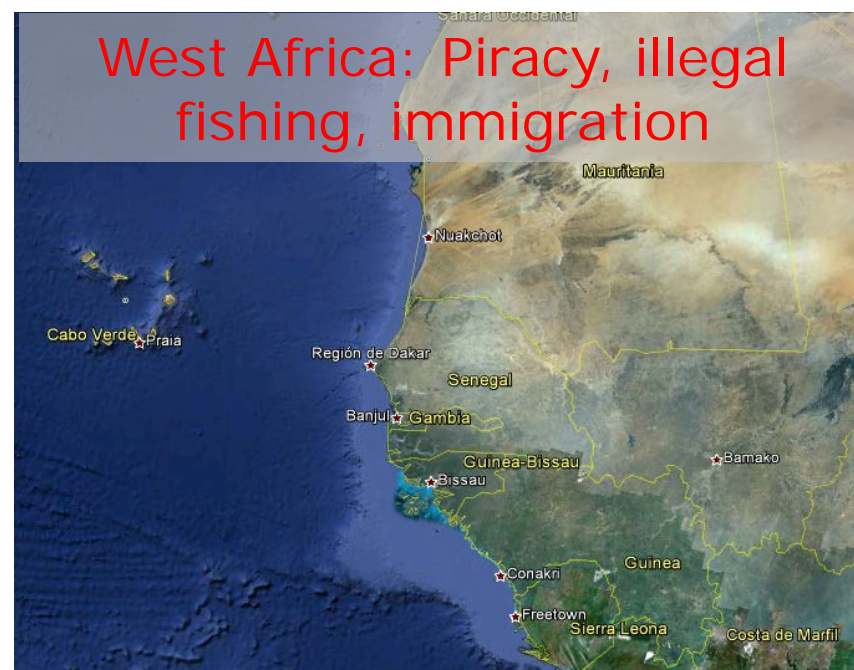 Sahara Occidental
West Africa: Piracy, illegal
fishing, immigration
Mauritania
Nuakchot
Cabo Verde
Praia
Región de Dakar
Senegal
Banjul
Gambia
Guinea-Bissau
Bamako
Bissau
Guinea
Conakri
Freetown
Sierra Leona
Costa de Marfil